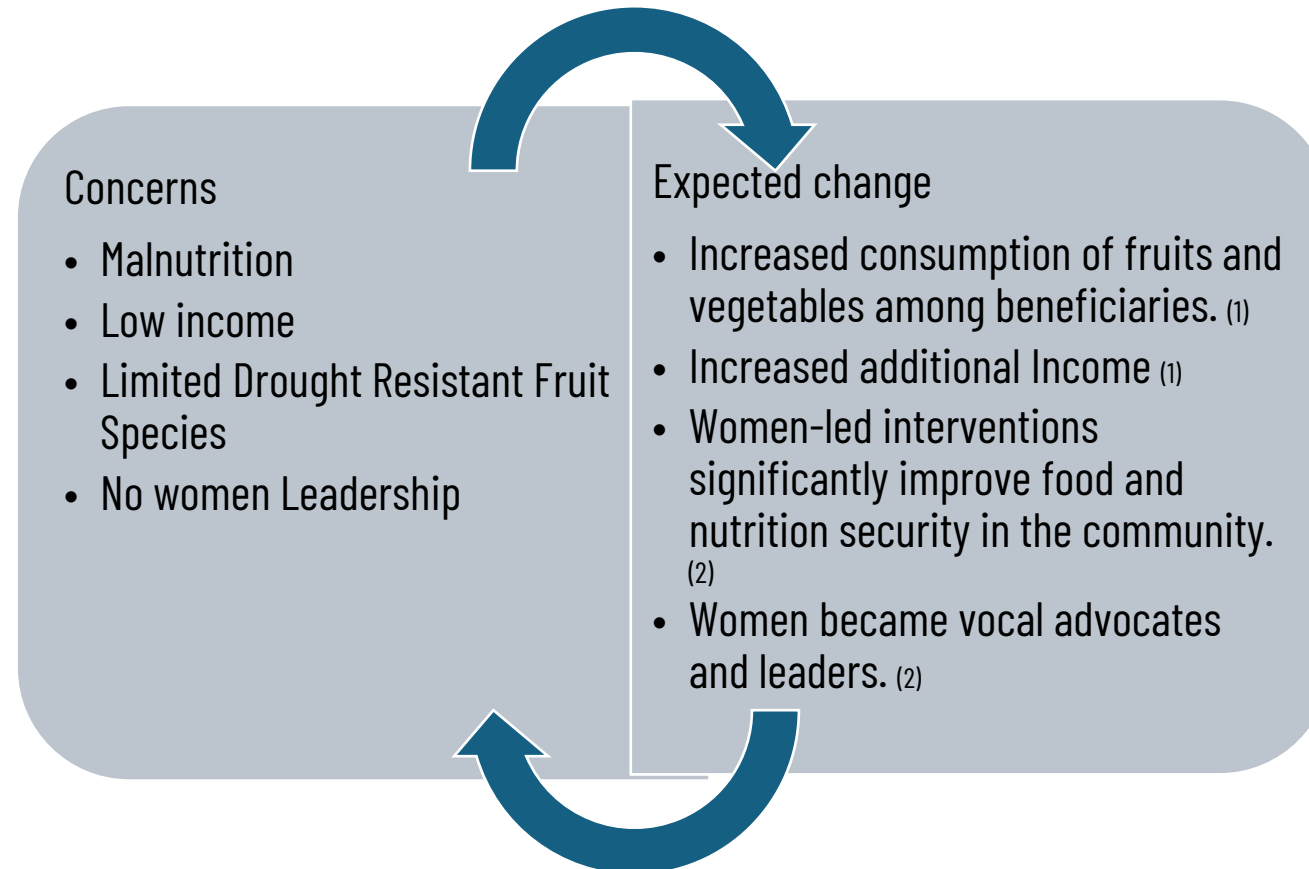 Concerns
• Malnutrition
• Low income
• Limited Drought Resistant Fruit
Species
• No women Leadership
Expected change
• Increased consumption of fruits and
vegetables among beneficiaries. (1)
• Increased additional Income (1)
• Women-led interventions
significantly improve food and
nutrition security in the community.
(2)
• Women became vocal advocates
and leaders. (2)